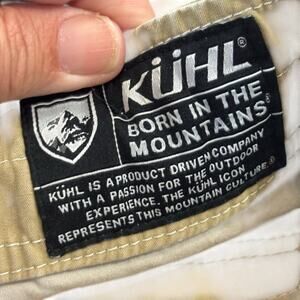 KÜHL®
BORN IN THE
MOUNTAINS®
KÜHL IS A PRODUCT DRIVEN COMPANY
WITH A PASSION FOR THE OUTDOOR
EXPERIENCE. THE KÜHL ICON
REPRESENTS THIS MOUNTAIN CULTURE.®